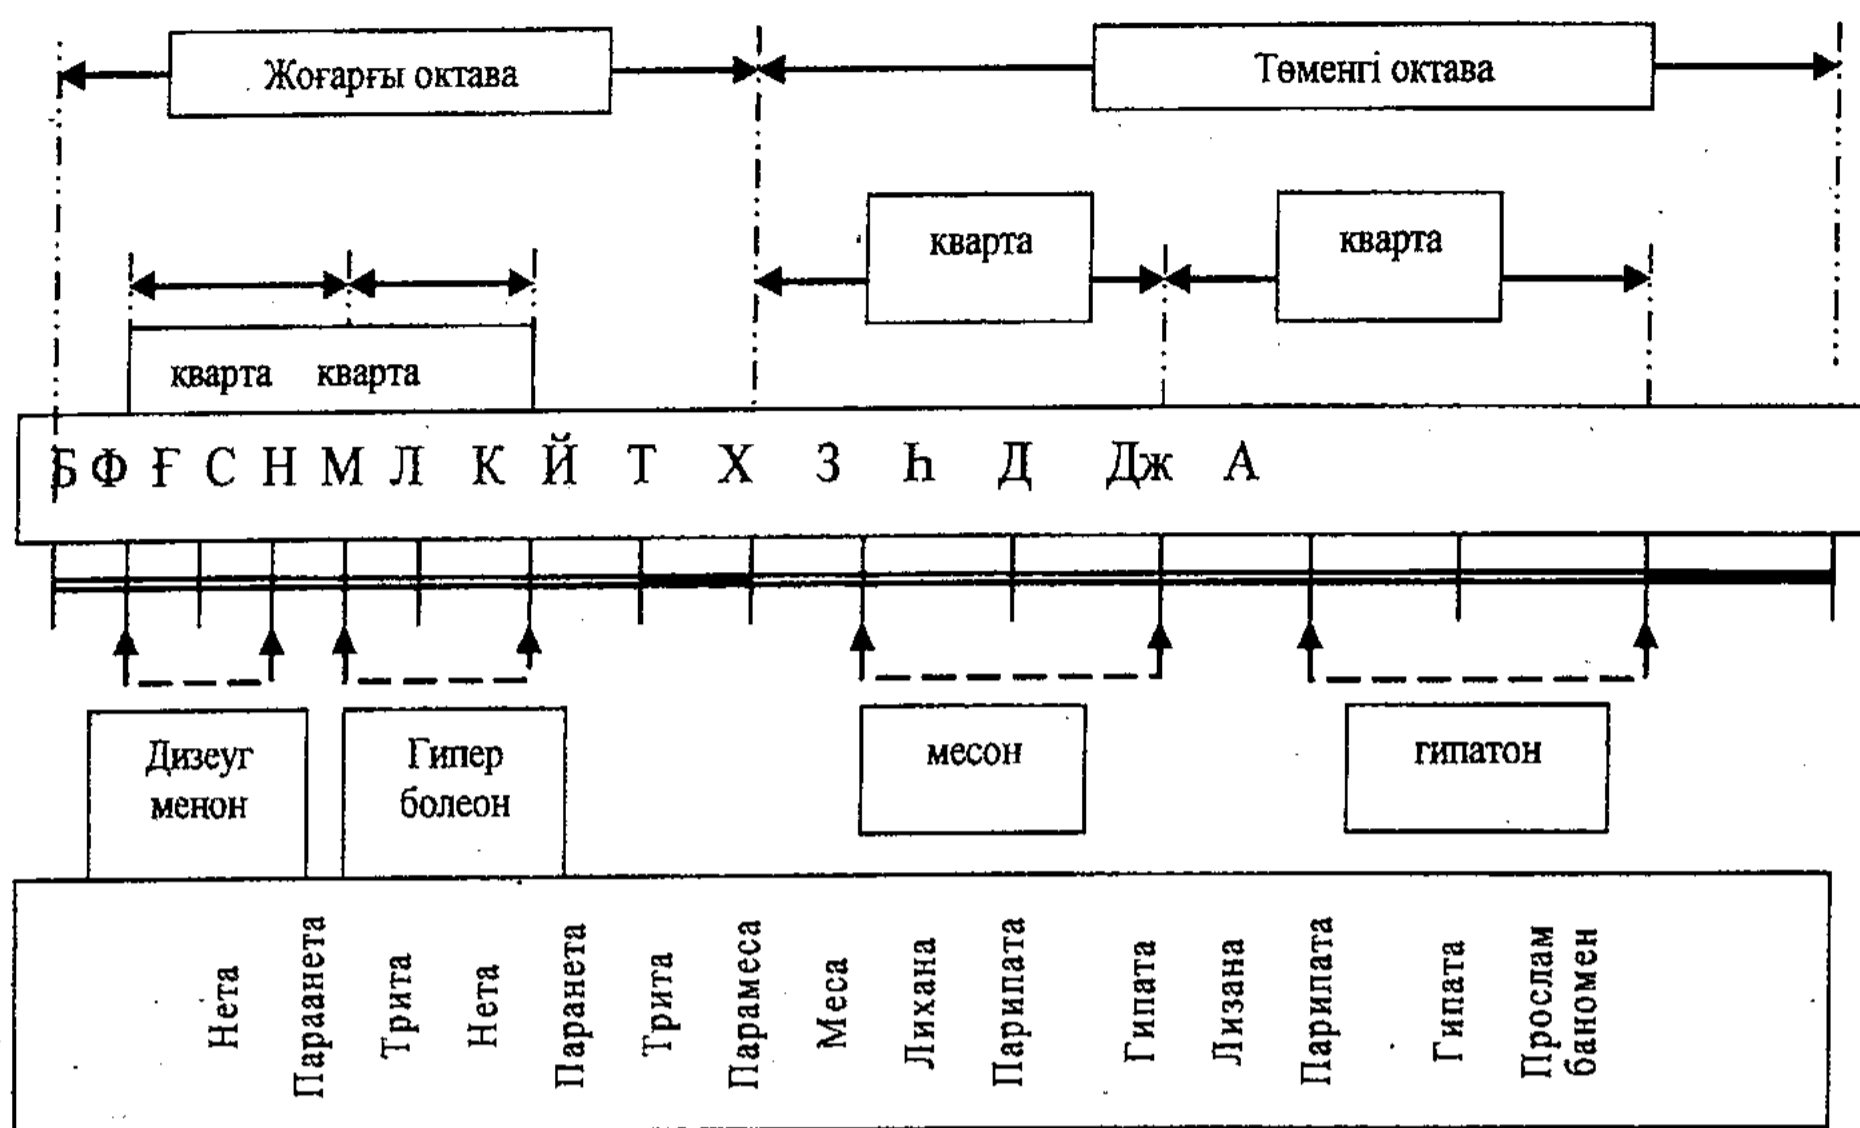 Жоғарғы октава
Төменгі октава
кварта
кварта
кварта кварта
Б Ф Ғ С Н М Л К Й Т Х З Һ Д Дж А
Дизеуг
менон
Гипер
болеон
месон
гипатон
Нета
Параанета
Трита
Нета
Паранета
Трита
Парамеса
Меса
Лихана
Парипата
Гипата
Лизана
Парипата
Гипата
Прослам
баномен